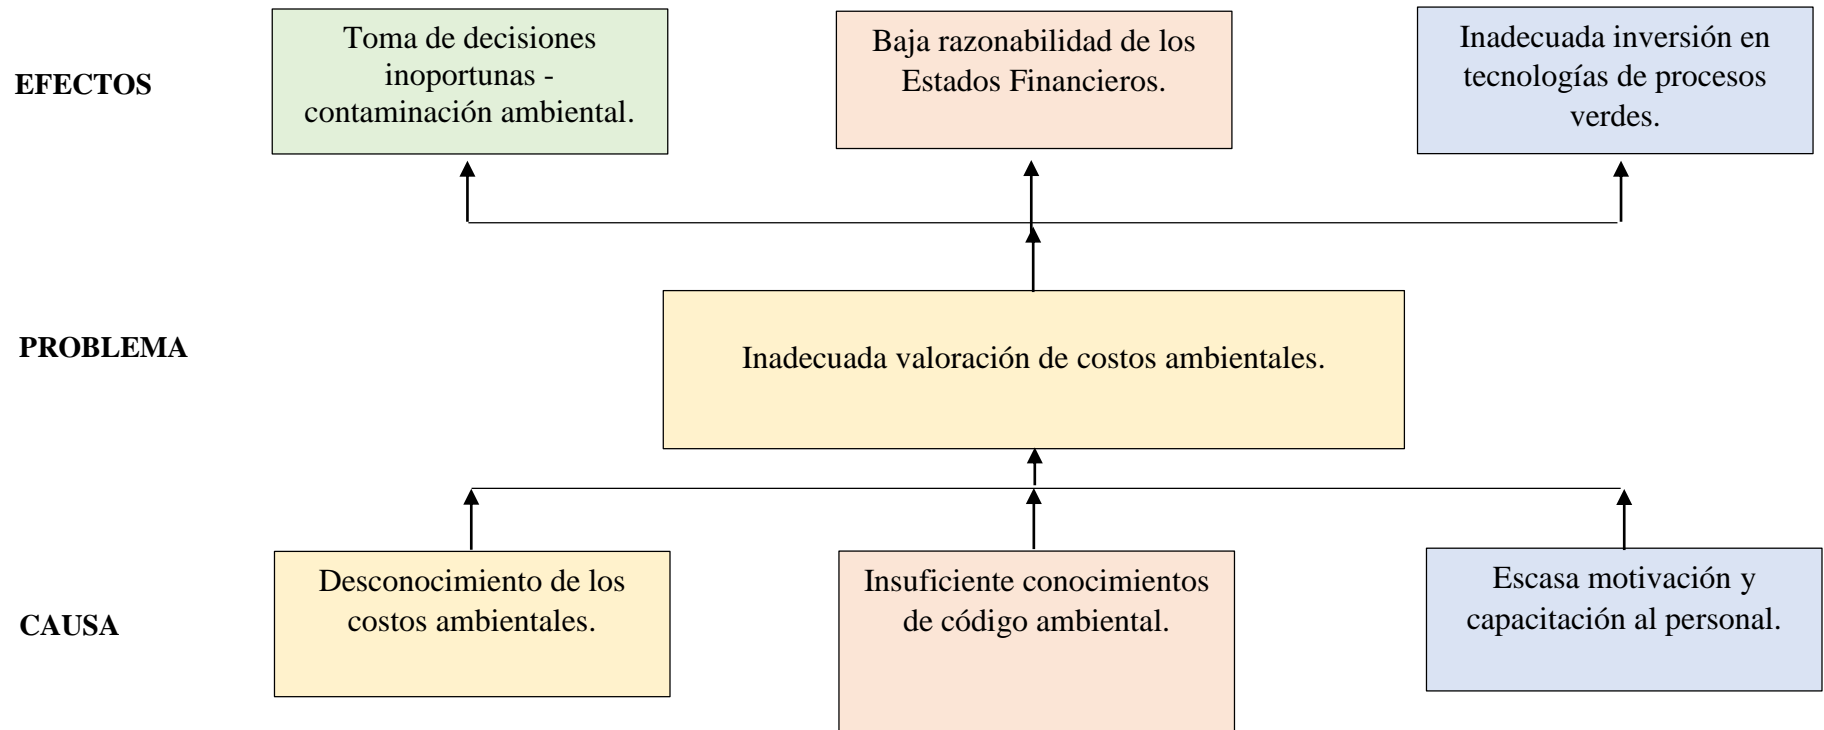 EFECTOS
Toma de decisiones
inoportunas -
contaminación ambiental.
Baja razonabilidad de los
Estados Financieros.
Inadecuada inversión en
tecnologías de procesos
verdes.
PROBLEMA
Inadecuada valoración de costos ambientales.
CAUSA
Desconocimiento de los
costos ambientales.
Insuficiente conocimientos
de código ambiental.
Escasa motivación y
capacitación al personal.